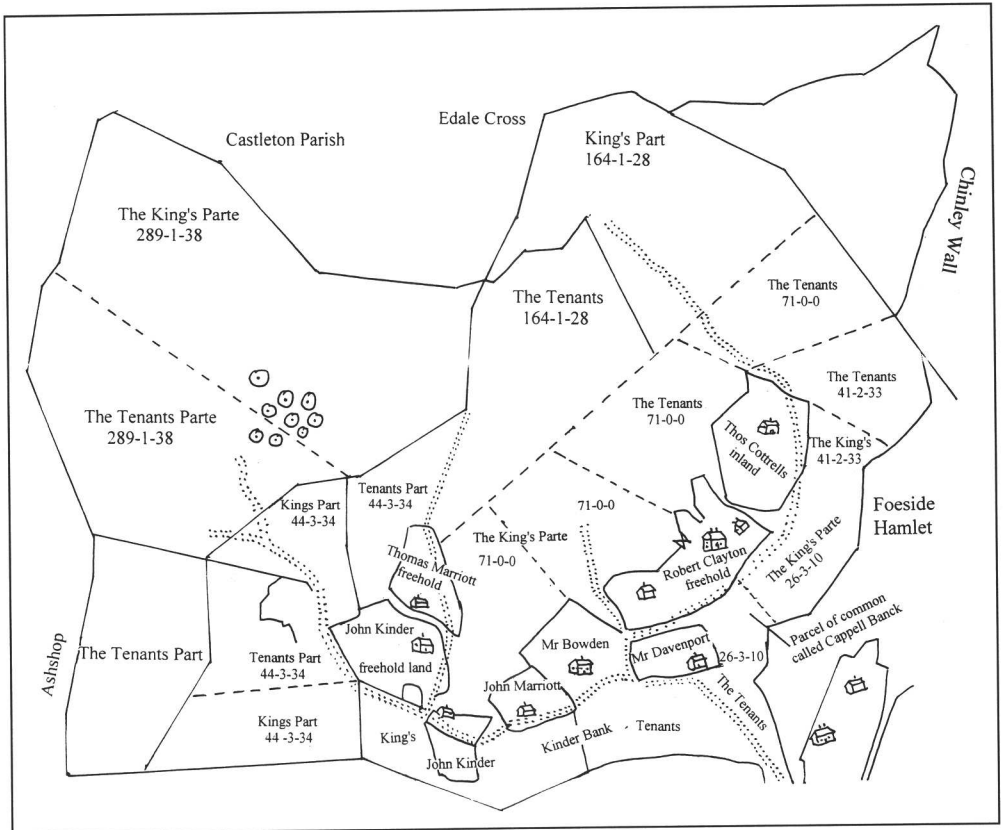 Castleton Parish
Edale Cross
King's Part
164-1-28
Chinley Wall
The King's Parte
289-1-38
The Tenants
164-1-28
The Tenants
71-0-0
The Tenants Parte
289-1-38
The Tenants
71-0-0
The Tenants
41-2-33
Thos Cottrells
inland
The King's
41-2-33
Kings Part
44-3-34
Tenants Part
44-3-34
The King's Parte
71-0-0
71-0-0
Foeside
Hamlet
Thomas Marriott
freehold
Robert Clayton
freehold
The King's Parte
26-3-10
Ashshop
The Tenants Part
Tenants Part
44-3-34
John Kinder
freehold land
Mr Bowden
Mr Davenport
26-3-10
Parcel of common
called Cappell Banck
John Marriott
The Tenants
Kings Part
44 -3-34
King's
John Kinder
Kinder Bank - Tenants